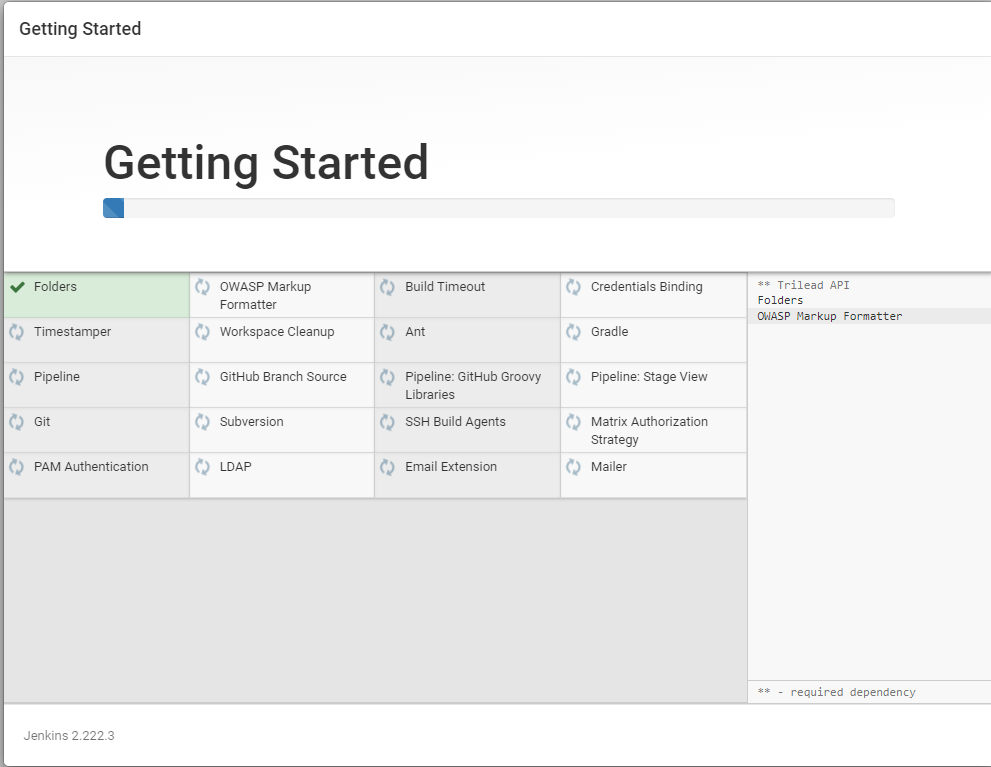 Getting Started
Getting Started
Folders
OWASP Markup
Formatter
Build Timeout
Credentials Binding
Timestamper
Workspace Cleanup
Ant
Gradle
Pipeline
GitHub Branch Source
Pipeline: GitHub Groovy
Libraries
Pipeline: Stage View
Git
Subversion
SSH Build Agents
Matrix Authorization
Strategy
PAM Authentication
LDAP
Email Extension
Mailer
** Trilead API
Folders
OWASP Markup Formatter
** - required dependency
Jenkins 2.222.3